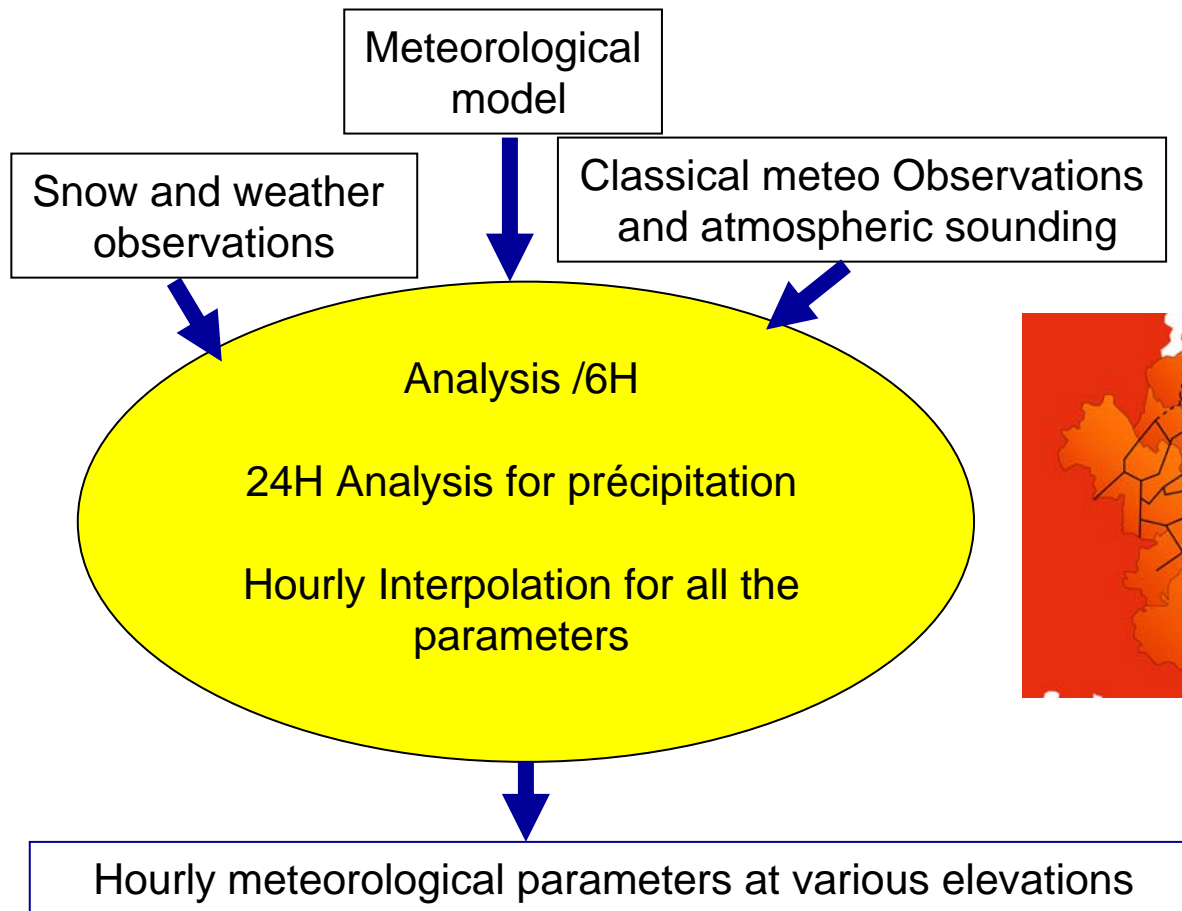 Meteorological
model
Snow and weather
observations
Classical meteo Observations
and atmospheric sounding
Analysis /6H
24H Analysis for précipitation
Hourly Interpolation for all the
parameters
Hourly meteorological parameters at various elevations